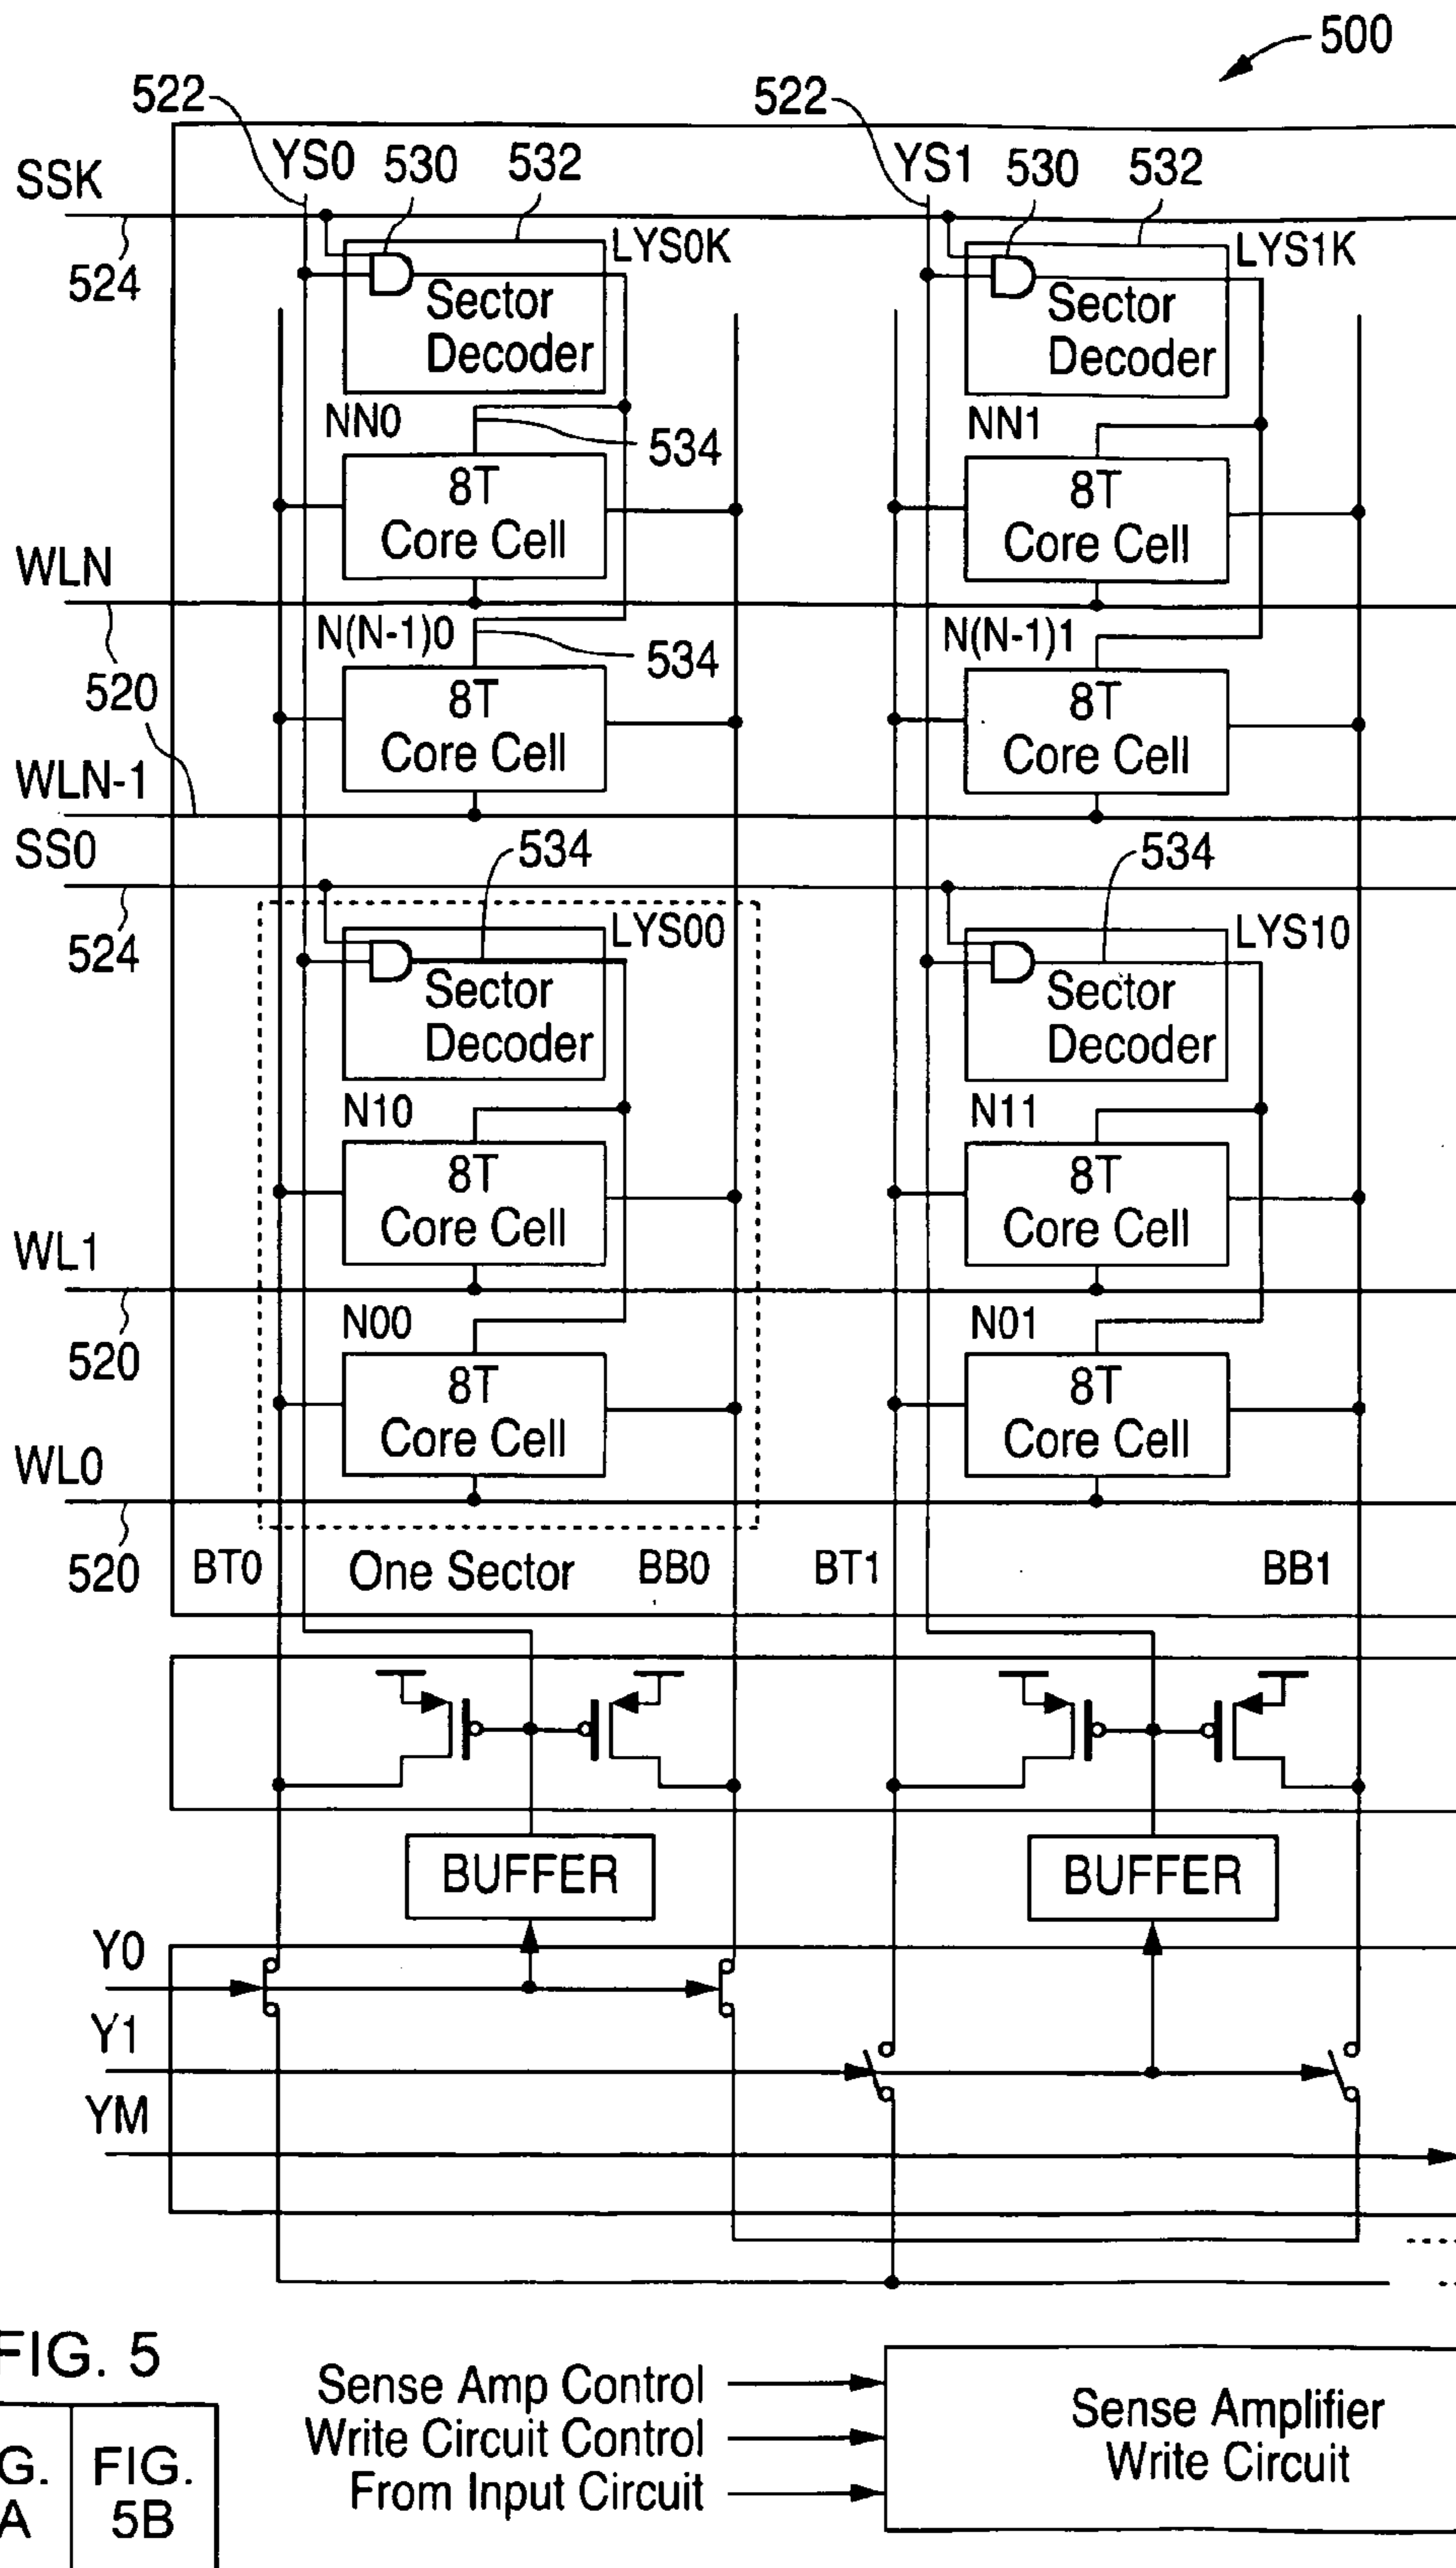 500
522
522
YS0
530
532
YS1
530
532
SSK
LYS0K
LYS1K
524
Sector
Decoder
Sector
Decoder
NN0
534
NN1
8T
Core Cell
8T
Core Cell
WLN
N(N-1)0
534
N(N-1)1
520
8T
Core Cell
8T
Core Cell
WLN-1
SS0
534
534
524
LYS00
LYS10
Sector
Decoder
Sector
Decoder
N10
N11
8T
Core Cell
8T
Core Cell
WL1
N00
N01
520
8T
Core Cell
8T
Core Cell
WL0
520
BT0
One Sector
BB0
BT1
BB1
BUFFER
BUFFER
Y0
Y1
YM
FIG. 5
Sense Amp Control
Write Circuit Control
From Input Circuit
Sense Amplifier
Write Circuit
G.
A
FIG.
5B